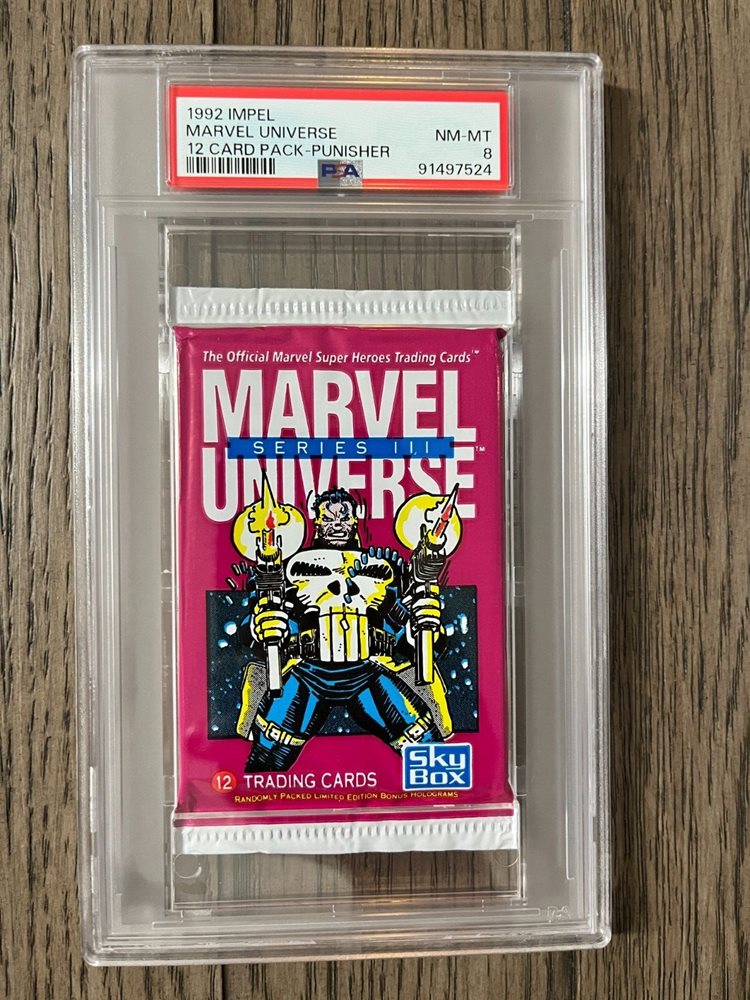 1992 IMPEL
MARVEL UNIVERSE NM-MT
12 CARD PACK-PUNISHER 8
PSA 91497524
The Official Marvel Super Heroes Trading Cards™
MARVEL
SERIES III
UNIVERSE™
12 TRADING CARDS
Sky Box
RANDOMLY PACKED LIMITED EDITION BONUS HOLOGRAMS